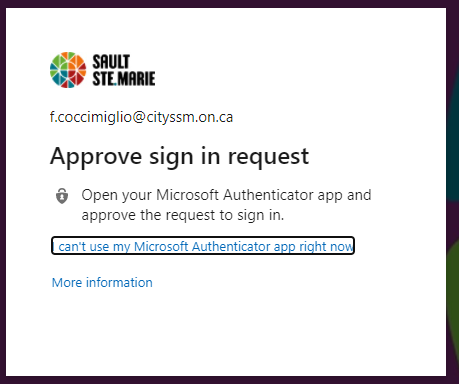 SAULT
STE.MARIE
f.coccimiglio@cityssm.on.ca
Approve sign in request
Open your Microsoft Authenticator app and
approve the request to sign in.
I can't use my Microsoft Authenticator app right now
More information